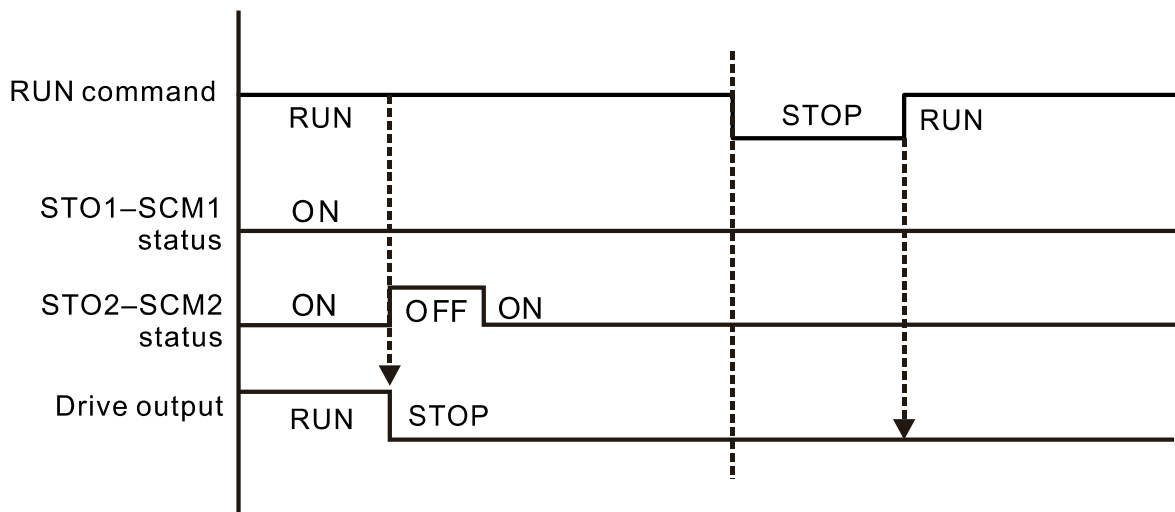 RUN command
RUN
STOP
RUN
STO1–SCM1
status
ON
STO2–SCM2
status
ON
OFF
ON
Drive output
RUN
STOP